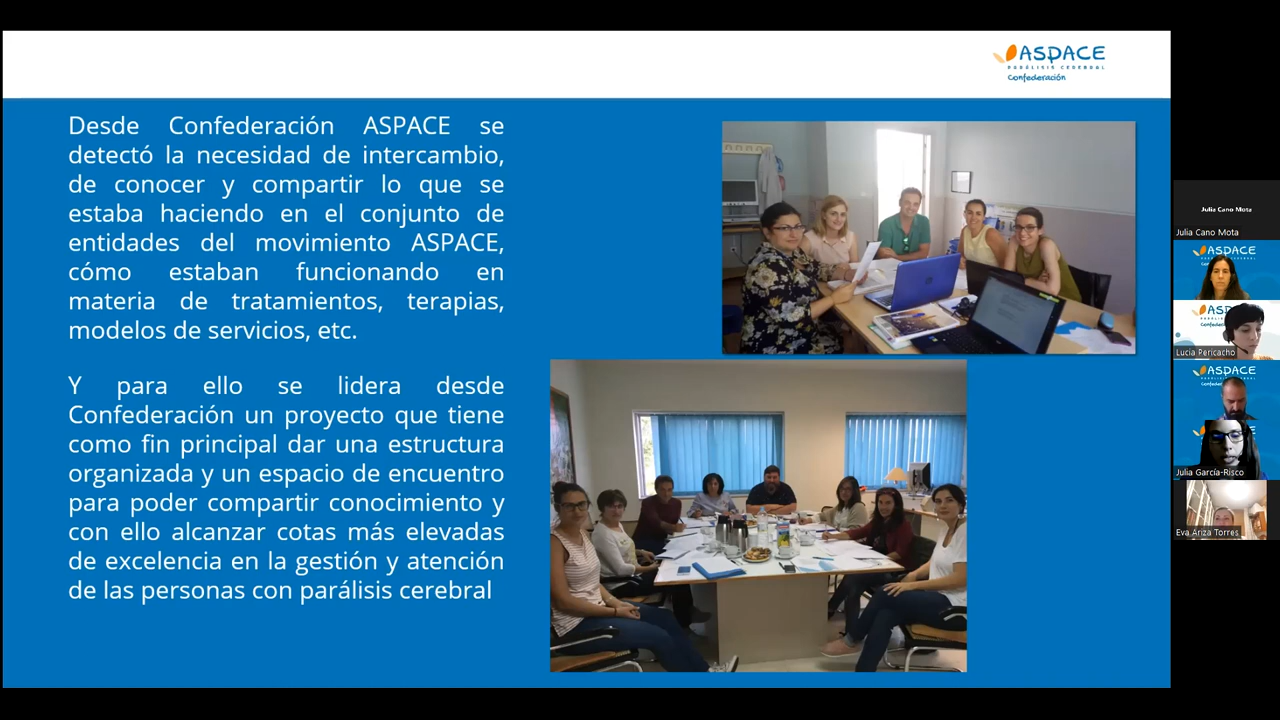 ASPACE
PARÁLISIS CEREBRAL
Confederación
Desde Confederación ASPACE se
detectó la necesidad de intercambio,
de conocer y compartir lo que se
estaba haciendo en el conjunto de
entidades del movimiento ASPACE,
cómo estaban funcionando en
materia de tratamientos, terapias,
modelos de servicios, etc.
Y para ello se lidera desde
Confederación un proyecto que tiene
como fin principal dar una estructura
organizada y un espacio de encuentro
para poder compartir conocimiento y
con ello alcanzar cotas más elevadas
de excelencia en la gestión y atención
de las personas con parálisis cerebral
Julia Cano Mota
Julia Cano Mota
ASPACE
Lucía Pericacho
ASPACE
Julia García-Risco
Eva Ariza Torres